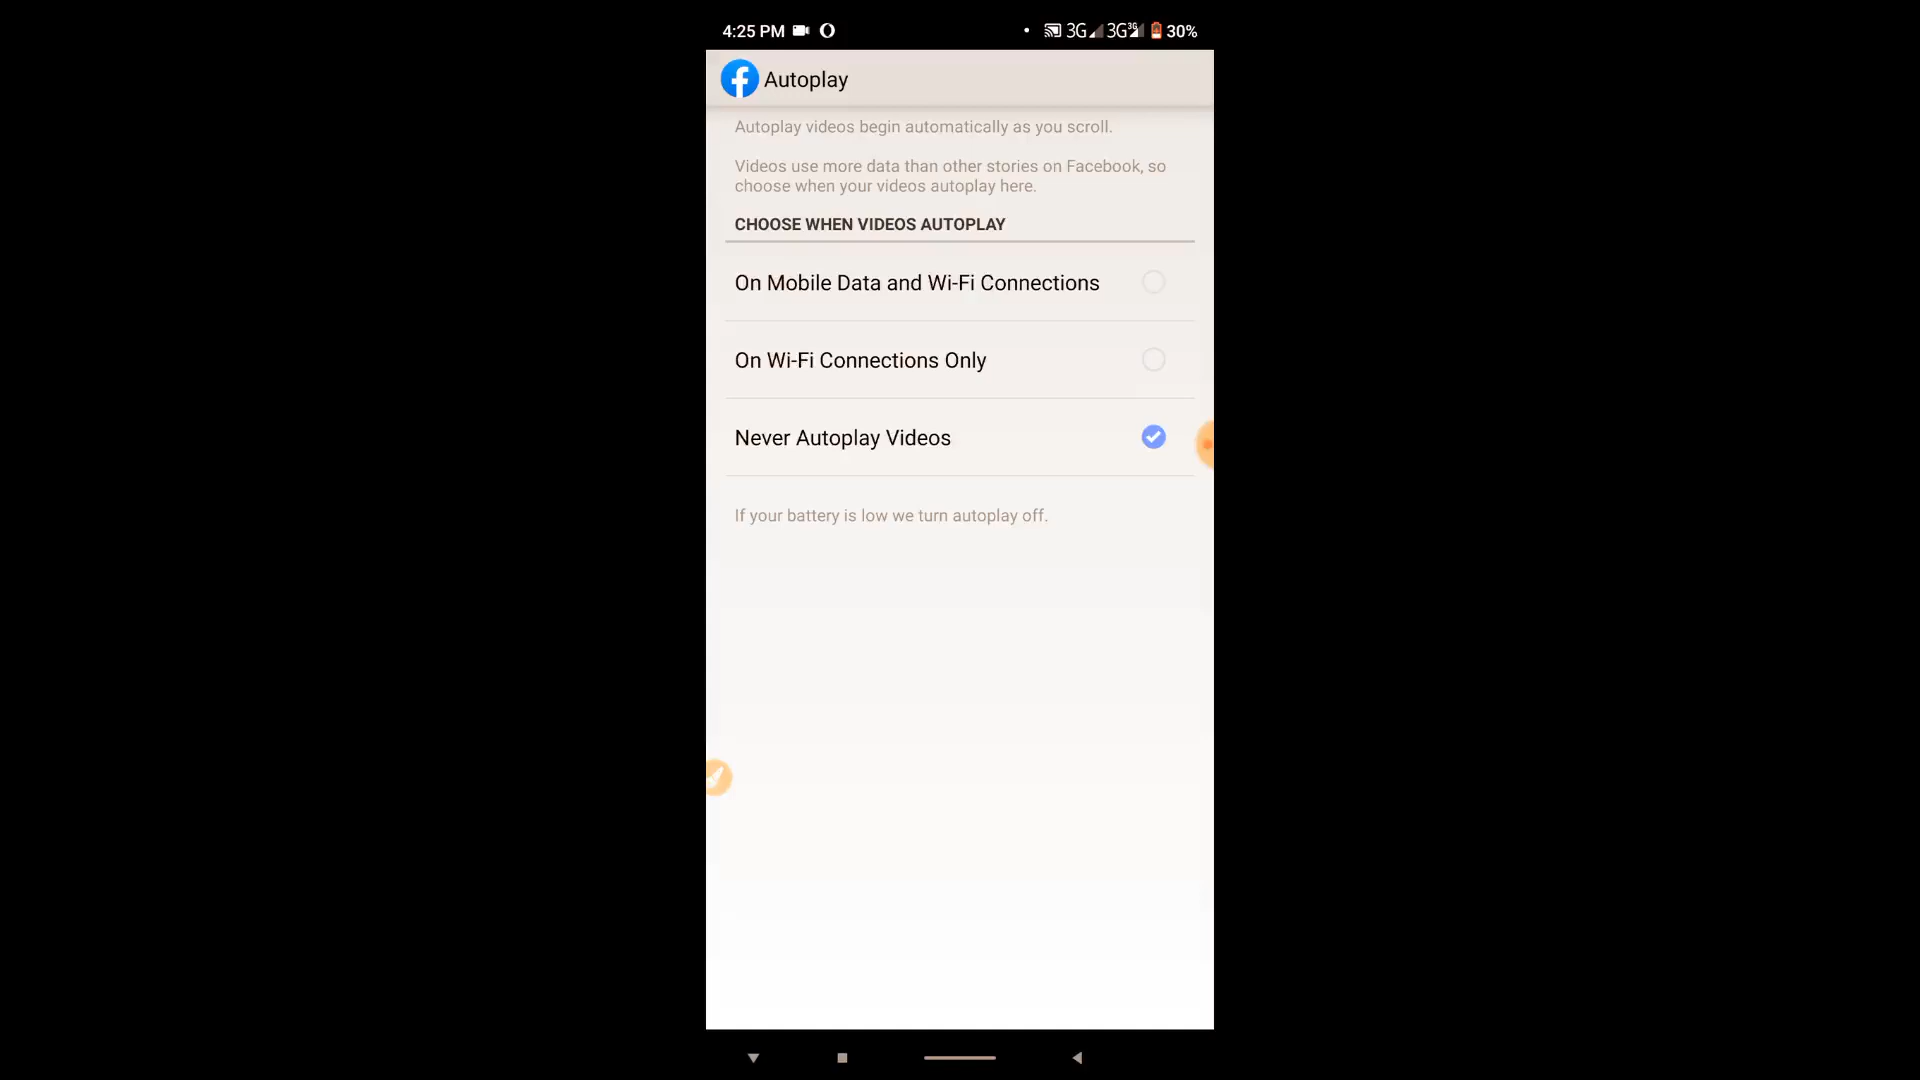 4:25 PM 3G 3G 3G 30%
Autoplay
Autoplay videos begin automatically as you scroll.
Videos use more data than other stories on Facebook, so
choose when your videos autoplay here.
CHOOSE WHEN VIDEOS AUTOPLAY
On Mobile Data and Wi-Fi Connections
On Wi-Fi Connections Only
Never Autoplay Videos
If your battery is low we turn autoplay off.